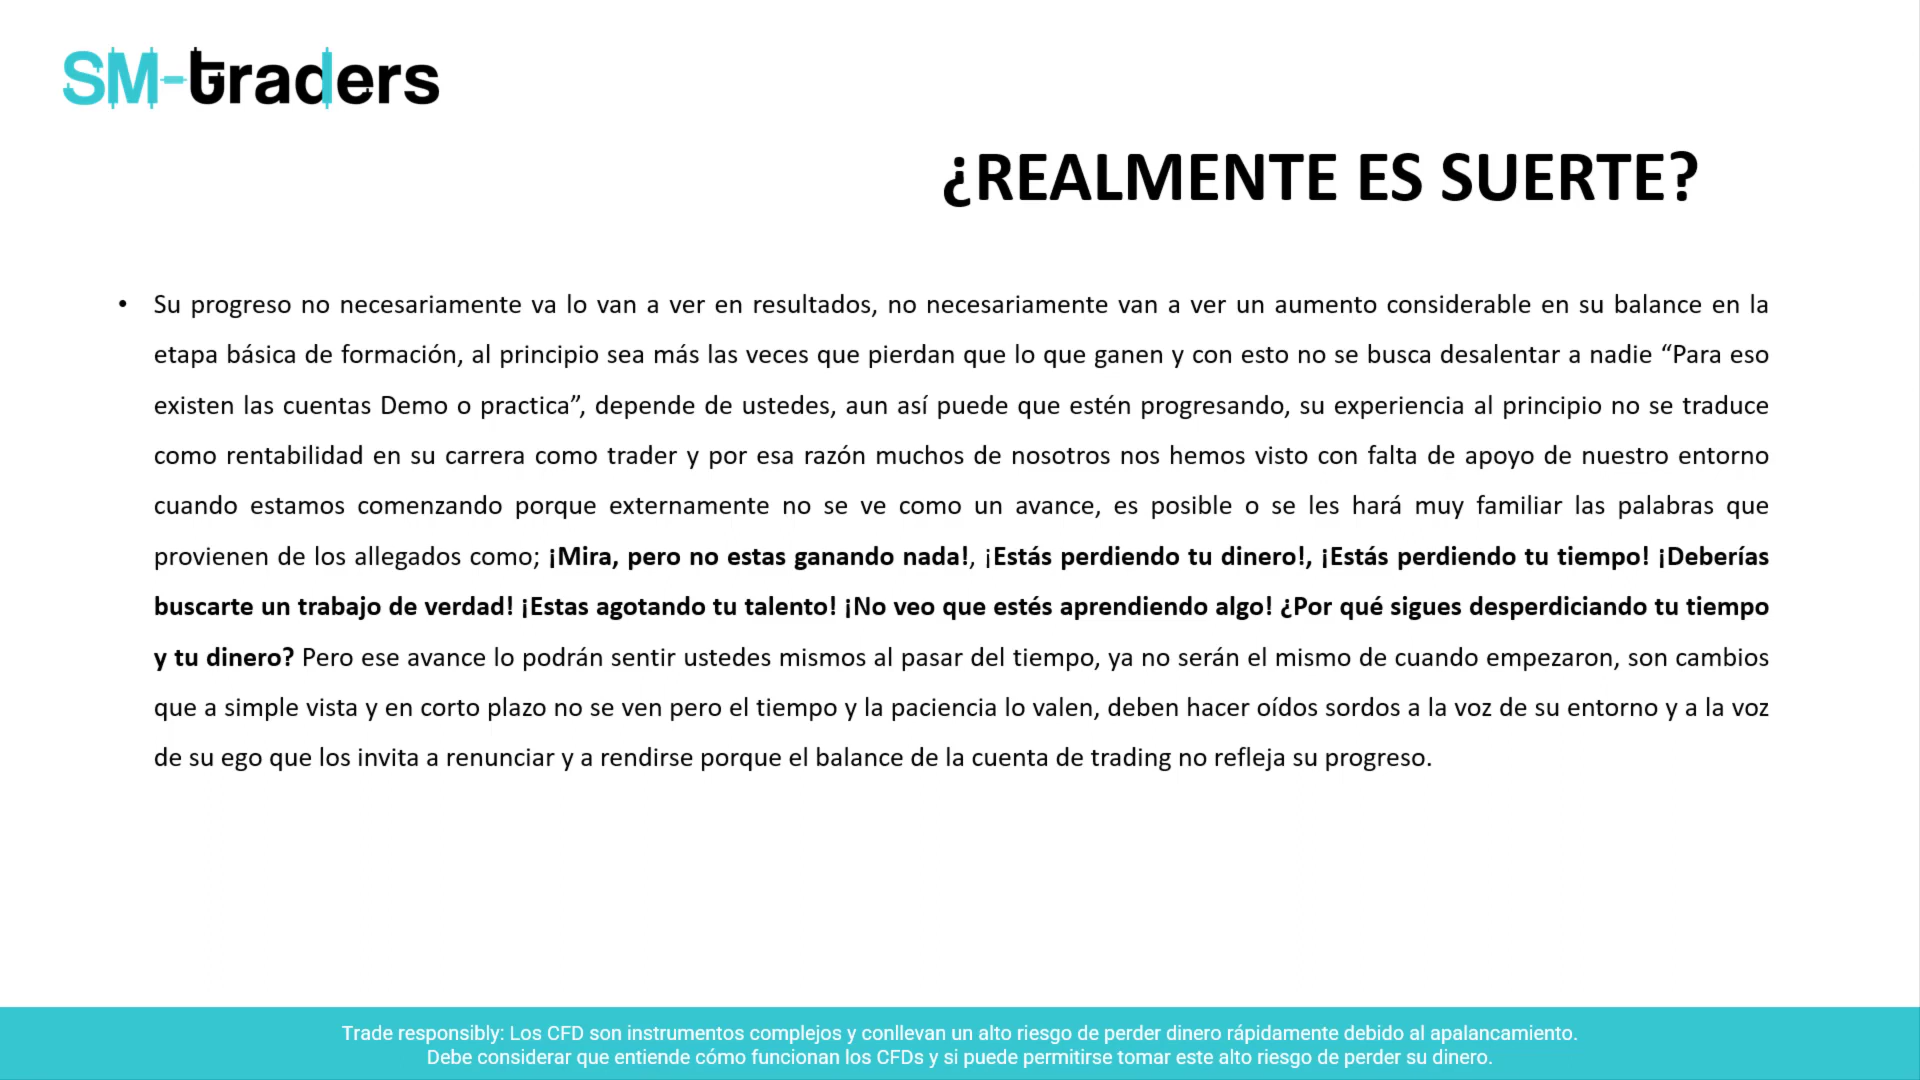 SM-traders
¿REALMENTE ES SUERTE?
• Su progreso no necesariamente va lo van a ver en resultados, no necesariamente van a ver un aumento considerable en su balance en la
etapa básica de formación, al principio sea más las veces que pierdan que lo que ganen y con esto no se busca desalentar a nadie “Para eso
existen las cuentas Demo o practica”, depende de ustedes, aun así puede que estén progresando, su experiencia al principio no se traduce
como rentabilidad en su carrera como trader y por esa razón muchos de nosotros nos hemos visto con falta de apoyo de nuestro entorno
cuando estamos comenzando porque externamente no se ve como un avance, es posible o se les hará muy familiar las palabras que
provienen de los allegados como; ¡Mira, pero no estas ganando nada!, ¡Estás perdiendo tu dinero!, ¡Estás perdiendo tu tiempo! ¡Deberías
buscarte un trabajo de verdad! ¡Estas agotando tu talento! ¡No veo que estés aprendiendo algo! ¿Por qué sigues desperdiciando tu tiempo
y tu dinero? Pero ese avance lo podrán sentir ustedes mismos al pasar del tiempo, ya no serán el mismo de cuando empezaron, son cambios
que a simple vista y en corto plazo no se ven pero el tiempo y la paciencia lo valen, deben hacer oídos sordos a la voz de su entorno y a la voz
de su ego que los invita a renunciar y a rendirse porque el balance de la cuenta de trading no refleja su progreso.
Trade responsibly: Los CFD son instrumentos complejos y conllevan un alto riesgo de perder dinero rápidamente debido al apalancamiento.
Debe considerar que entiende cómo funcionan los CFDs y si puede permitirse tomar este alto riesgo de perder su dinero.